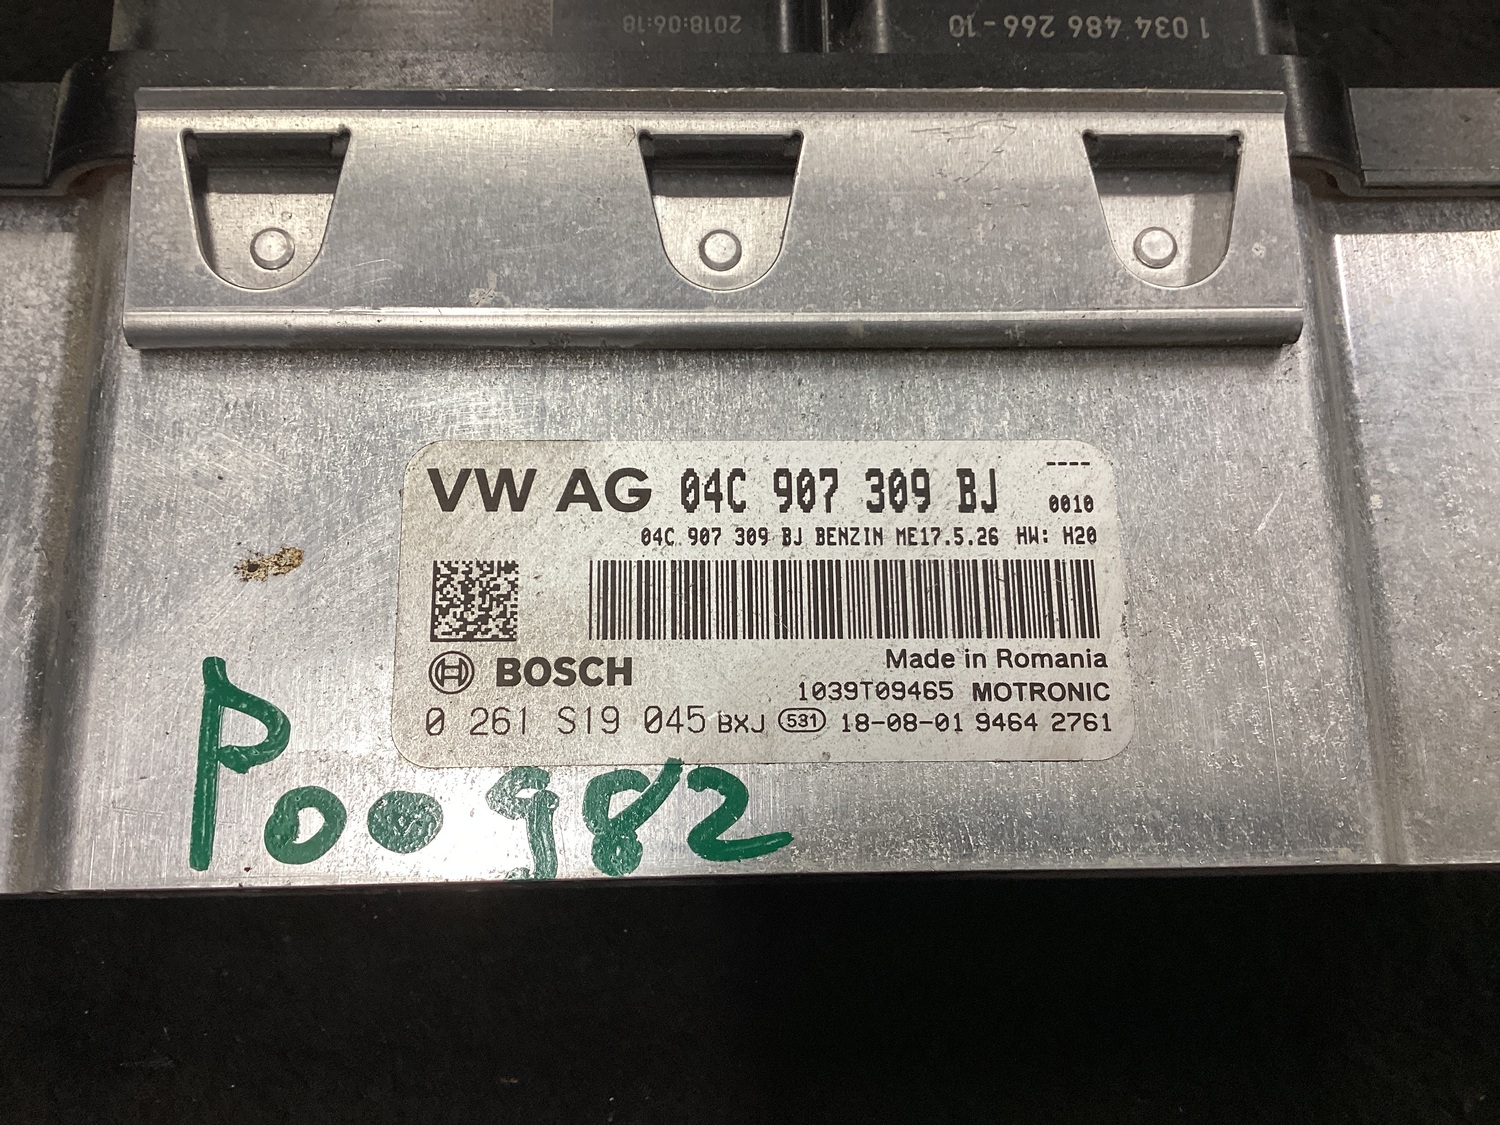 2018:06:18
1 034 486 266-10
VW AG 04C 907 309 BJ
----
0010
04C 907 309 BJ BENZIN ME17.5.26 HW: H20
BOSCH
Made in Romania
1039T09465 MOTRONIC
0 261 S19 045 BXJ 531 18-08-01 9464 2761
P00982